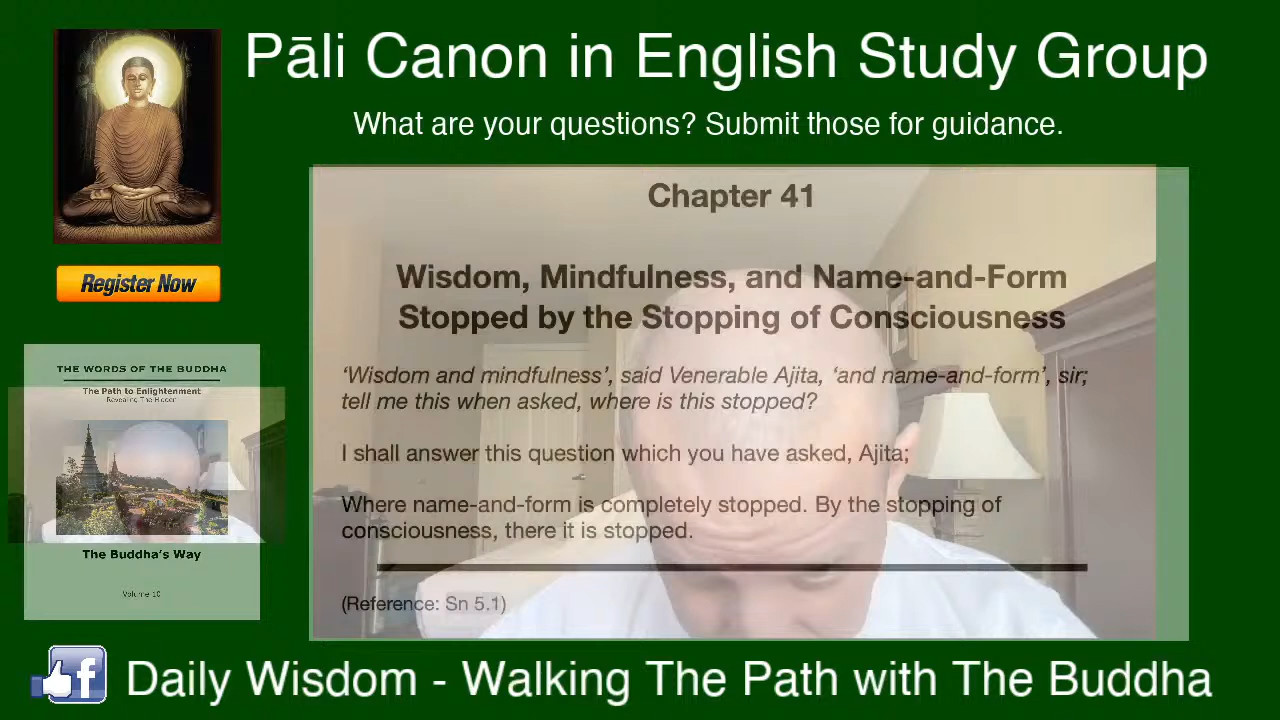 Pāli Canon in English Study Group
What are your questions? Submit those for guidance.
Register Now
THE WORDS OF THE BUDDHA
The Path to Enlightenment
Revealing The Hidden
The Buddha's Way
Volume 10
Chapter 41
Wisdom, Mindfulness, and Name-and-Form
Stopped by the Stopping of Consciousness
‘Wisdom and mindfulness’, said Venerable Ajita, ‘and name-and-form’, sir;
tell me this when asked, where is this stopped?
I shall answer this question which you have asked, Ajita;
Where name-and-form is completely stopped. By the stopping of
consciousness, there it is stopped.
(Reference: Sn 5.1)
f
Daily Wisdom - Walking The Path with The Buddha